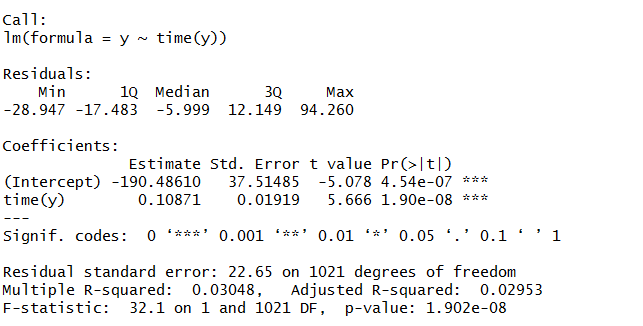 Call:
lm(formula = y ~ time(y))
Residuals:
    Min      1Q  Median      3Q     Max
-28.947 -17.483  -5.999  12.149  94.260
Coefficients:
              Estimate Std. Error t value Pr(>|t|)
(Intercept) -190.48610   37.51485  -5.078 4.54e-07 ***
time(y)        0.10871    0.01919   5.666 1.90e-08 ***
---
Signif. codes:  0 ‘***’ 0.001 ‘**’ 0.01 ‘*’ 0.05 ‘.’ 0.1 ‘ ’ 1
Residual standard error: 22.65 on 1021 degrees of freedom
Multiple R-squared:  0.03048,	Adjusted R-squared:  0.02953
F-statistic:  32.1 on 1 and 1021 DF,  p-value: 1.902e-08